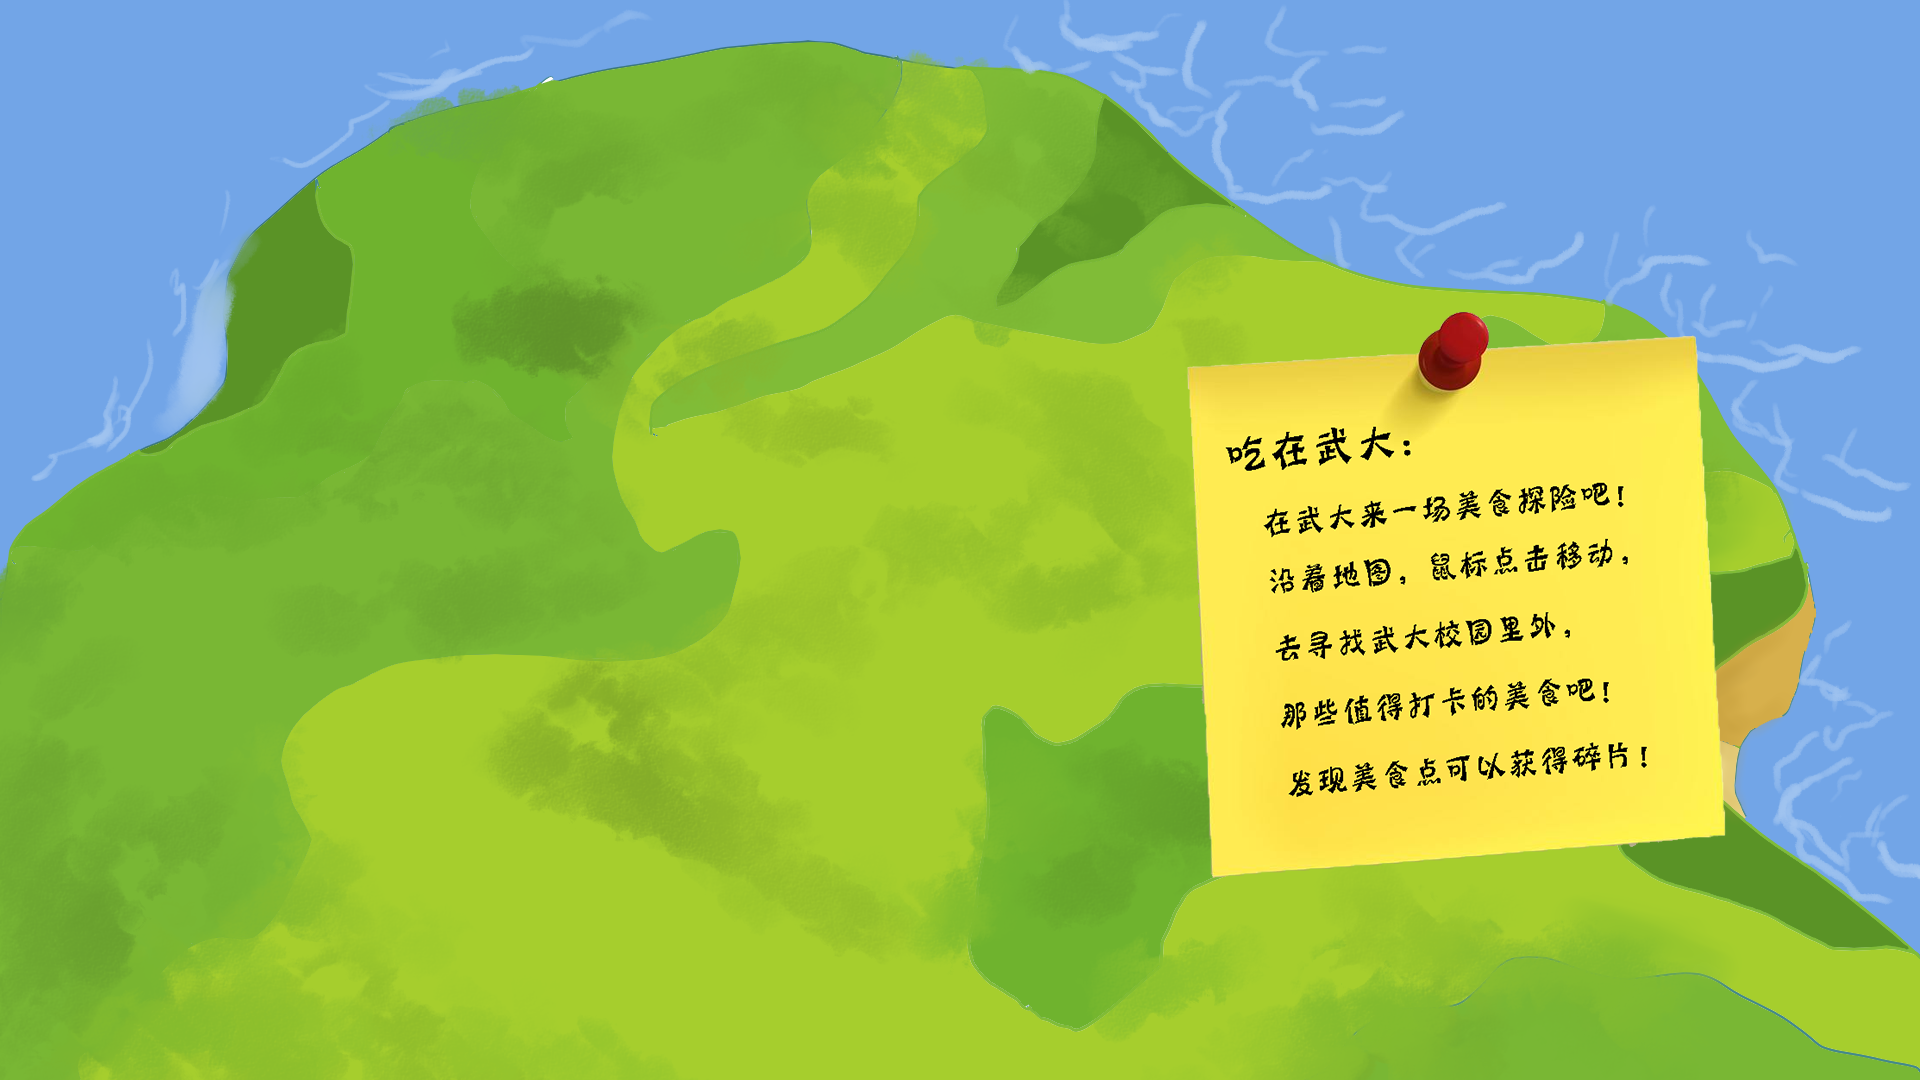 吃在武大：
在武大来一场美食探险吧！
沿着地图，鼠标点击移动，
去寻找武大校园里外，
那些值得打卡的美食吧！
发现美食点可以获得碎片！